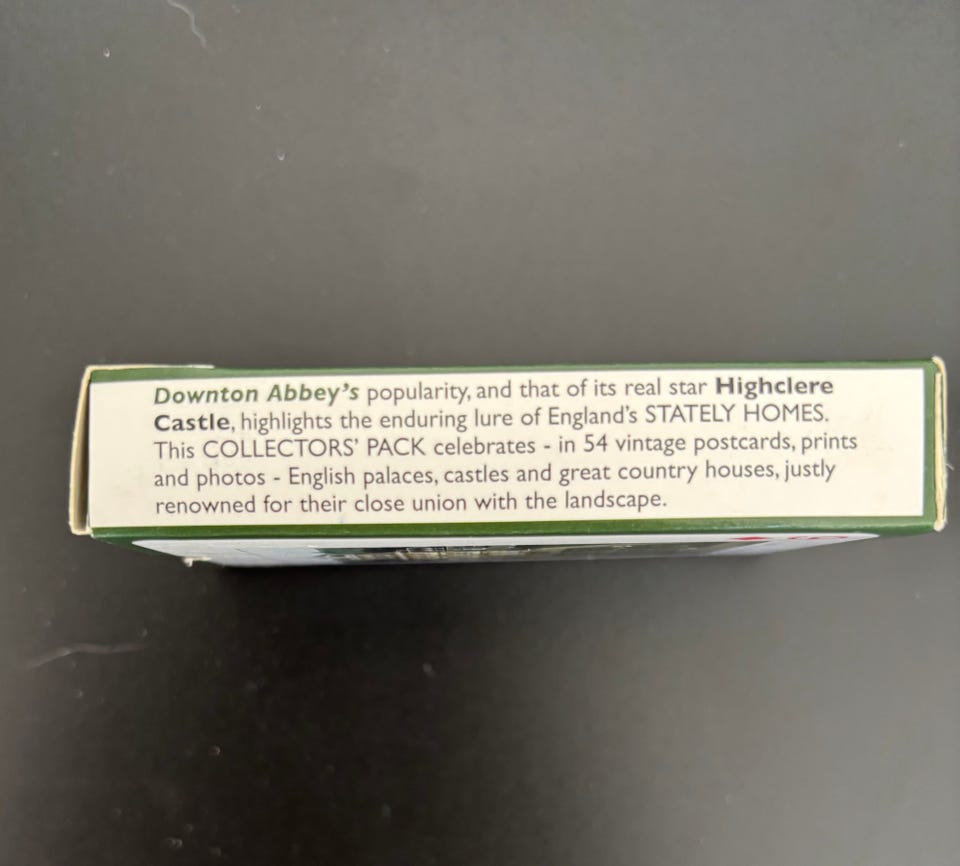 Downton Abbey's popularity, and that of its real star Highclere
Castle, highlights the enduring lure of England's STATELY HOMES.
This COLLECTORS' PACK celebrates - in 54 vintage postcards, prints
and photos - English palaces, castles and great country houses, justly
renowned for their close union with the landscape.